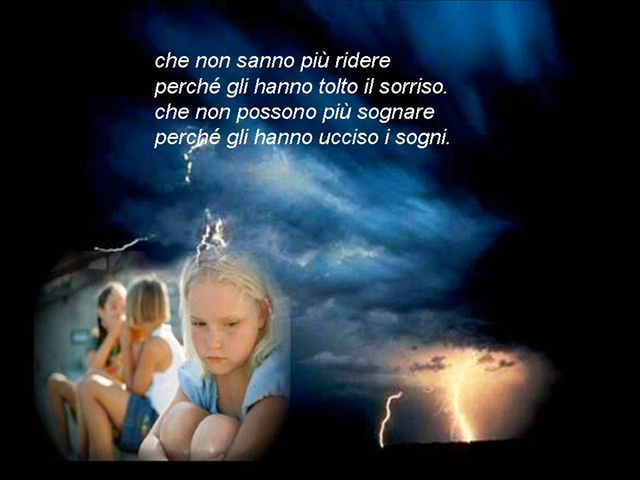 che non sanno più ridere
perché gli hanno tolto il sorriso.
che non possono più sognare
perché gli hanno ucciso i sogni.